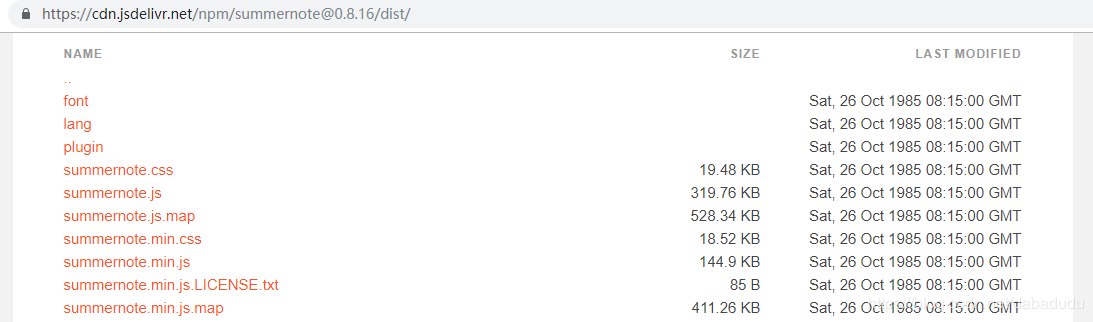 https://cdn.jsdelivr.net/npm/summernote@0.8.16/dist/
NAME SIZE LAST MODIFIED
..
font Sat, 26 Oct 1985 08:15:00 GMT
lang Sat, 26 Oct 1985 08:15:00 GMT
plugin Sat, 26 Oct 1985 08:15:00 GMT
summernote.css 19.48 KB Sat, 26 Oct 1985 08:15:00 GMT
summernote.js 319.76 KB Sat, 26 Oct 1985 08:15:00 GMT
summernote.js.map 528.34 KB Sat, 26 Oct 1985 08:15:00 GMT
summernote.min.css 18.52 KB Sat, 26 Oct 1985 08:15:00 GMT
summernote.min.js 144.9 KB Sat, 26 Oct 1985 08:15:00 GMT
summernote.min.js.LICENSE.txt 85 B Sat, 26 Oct 1985 08:15:00 GMT
summernote.min.js.map 411.26 KB Sat, 26 Oct 1985 08:15:00 GMT